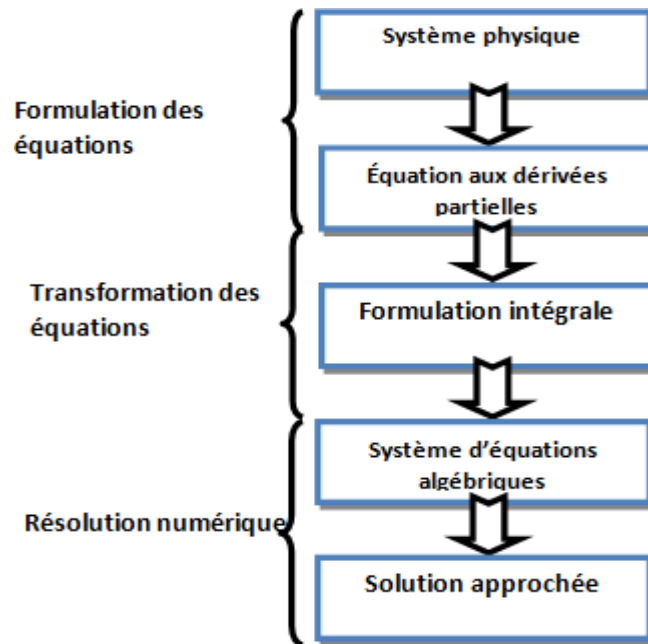 Système physique
Formulation des
équations
Équation aux dérivées
partielles
Transformation des
équations
Formulation intégrale
Système d'équations
algébriques
Résolution numérique
Solution approchée